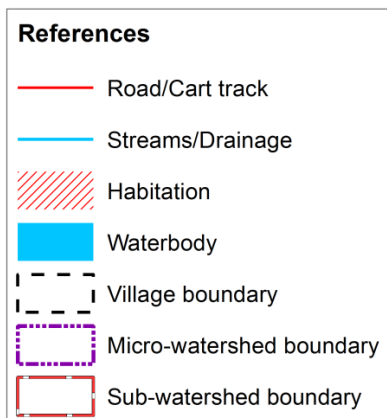 References
Road/Cart track
Streams/Drainage
Habitation
Waterbody
Village boundary
Micro-watershed boundary
Sub-watershed boundary